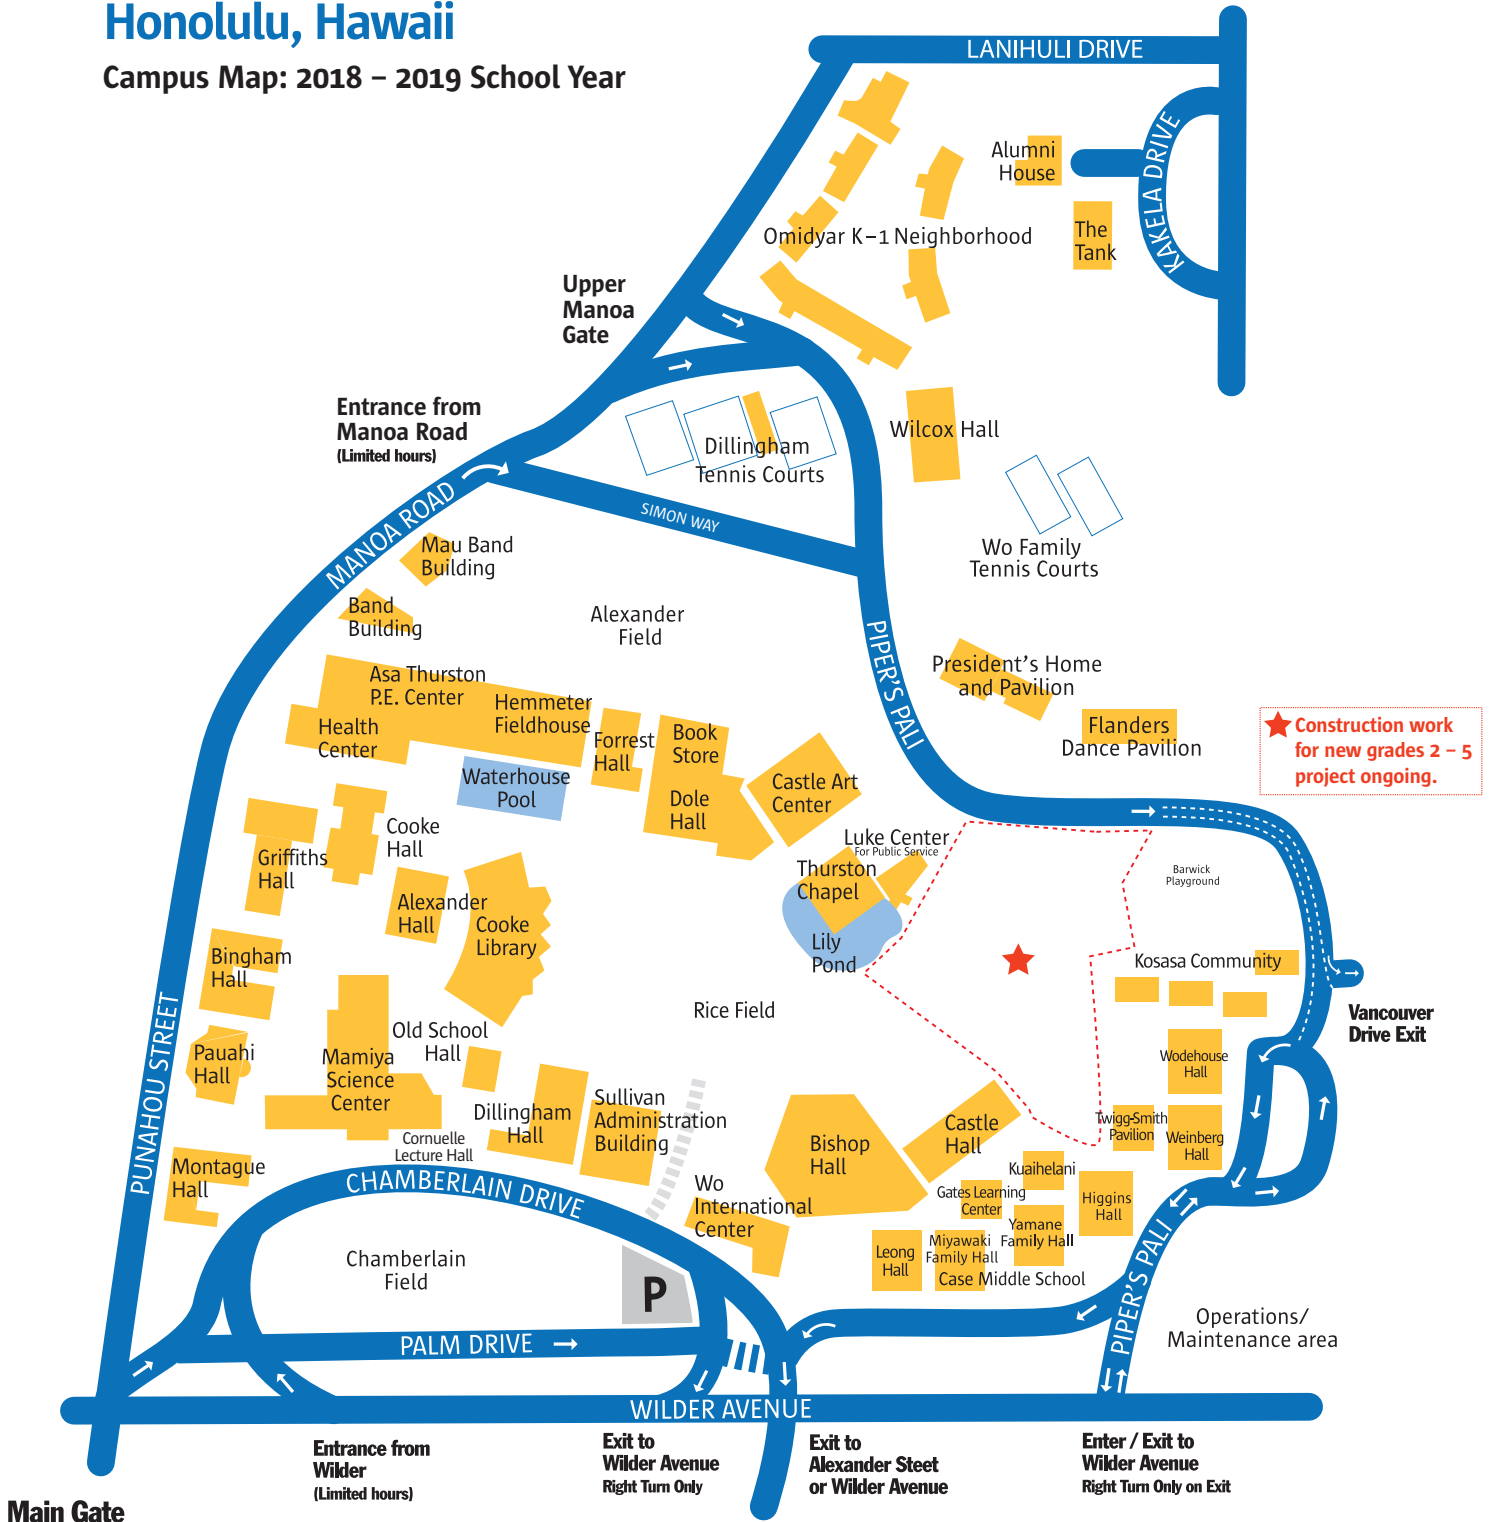 Honolulu, Hawaii
Campus Map: 2018 – 2019 School Year
LANIHULI DRIVE
KAKELA DRIVE
Alumni
House
The
Tank
Omidyar K–1 Neighborhood
Upper
Manoa
Gate
Entrance from
Manoa Road
(Limited hours)
Dillingham
Tennis Courts
Wilcox Hall
MANOA ROAD
SIMON WAY
Wo Family
Tennis Courts
Mau Band
Building
Band
Building
Alexander
Field
PIPER'S PALI
President's Home
and Pavilion
Flanders
Dance Pavilion
Construction work
for new grades 2 – 5
project ongoing.
Asa Thurston
P.E. Center
Hemmeter
Fieldhouse
Health
Center
Forrest
Hall
Book
Store
Waterhouse
Pool
Dole
Hall
Castle Art
Center
Cooke
Hall
Griffiths
Hall
Luke Center
For Public Service
Thurston
Chapel
Barwick
Playground
Alexander
Hall
Cooke
Library
Lily
Pond
Bingham
Hall
Kosasa Community
Rice Field
Vancouver
Drive Exit
PUNAHOU STREET
Pauahi
Hall
Old School
Hall
Mamiya
Science
Center
Wodehouse
Hall
Dillingham
Hall
Sullivan
Administration
Building
Cornuelle
Lecture Hall
Bishop
Hall
Castle
Hall
Twigg-Smith
Pavilion
Weinberg
Hall
Montague
Hall
CHAMBERLAIN DRIVE
Wo
International
Center
Kuaihelani
Gates Learning
Center
Higgins
Hall
Yamane
Family Hall
Leong
Hall
Miyawaki
Family Hall
Case Middle School
Chamberlain
Field
P
PIPER'S PALI
Operations/
Maintenance area
PALM DRIVE
WILDER AVENUE
Entrance from
Wilder
(Limited hours)
Exit to
Wilder Avenue
Right Turn Only
Exit to
Alexander Steet
or Wilder Avenue
Enter / Exit to
Wilder Avenue
Right Turn Only on Exit
Main Gate